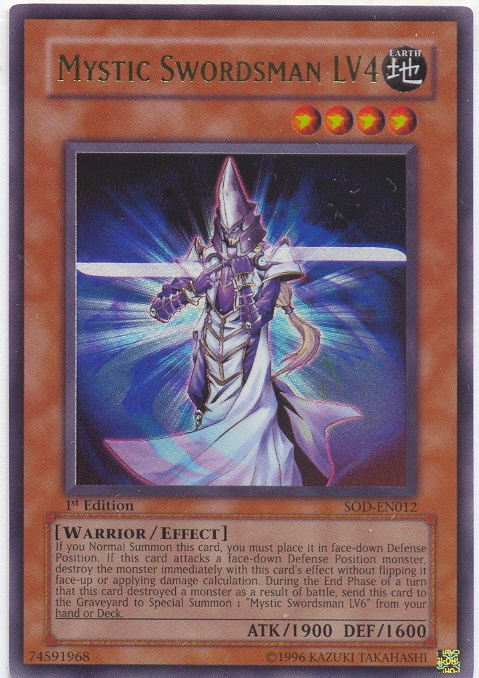 Mystic Swordsman LV4
EARTH
地
1st Edition
SOD-EN012
[Warrior/Effect]
If you Normal Summon this card, you must place it in face-down Defense
Position. If this card attacks a face-down Defense Position monster,
destroy the monster immediately with this card's effect without flipping it
face-up or applying damage calculation. During the End Phase of a turn
that this card destroyed a monster as a result of battle, send this card to
the Graveyard to Special Summon 1 "Mystic Swordsman LV6" from your
hand or Deck.
ATK/1900 DEF/1600
74591968
©1996 KAZUKI TAKAHASHI